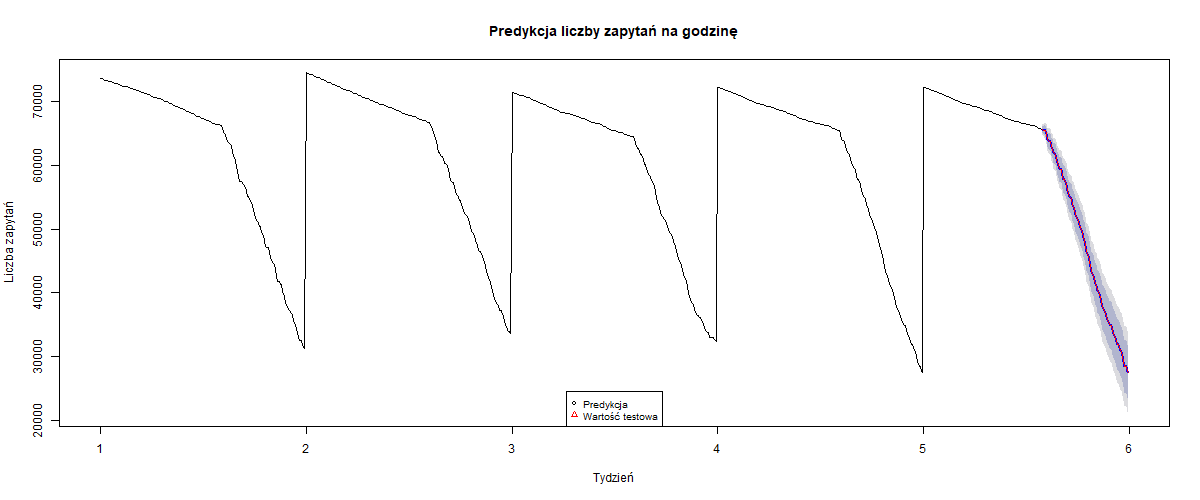 Predykcja liczby zapytań na godzinę
Liczba zapytań
70000
60000
50000
40000
30000
20000
Predykcja
Wartość testowa
1 2 3 4 5 6
Tydzień